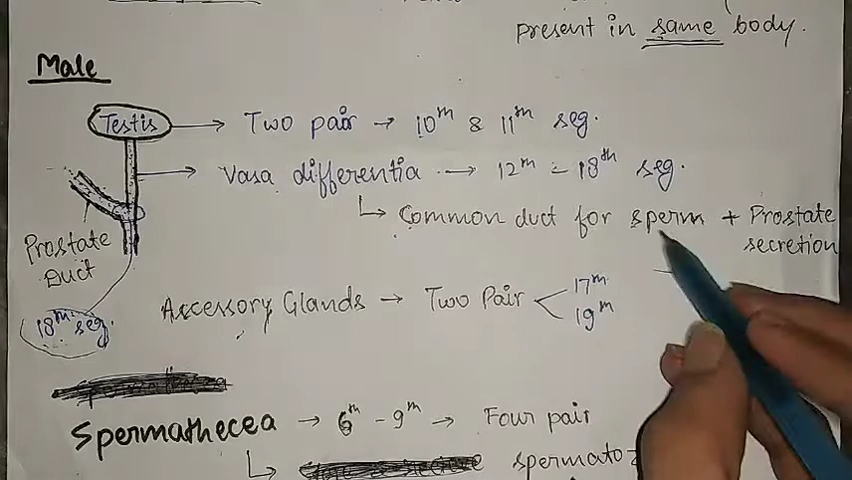 present in same body.
Male
Testis → Two pair → 10th & 11th seg.
Vasa differentia → 12th - 18th seg.
↳ Common duct for sperm + Prostate secretion
Prostate
Duct
18th seg.
Accessory Glands → Two Pair < 17th
19th
Spermathecea → 6th - 9th → Four pair
↳ spermatoz